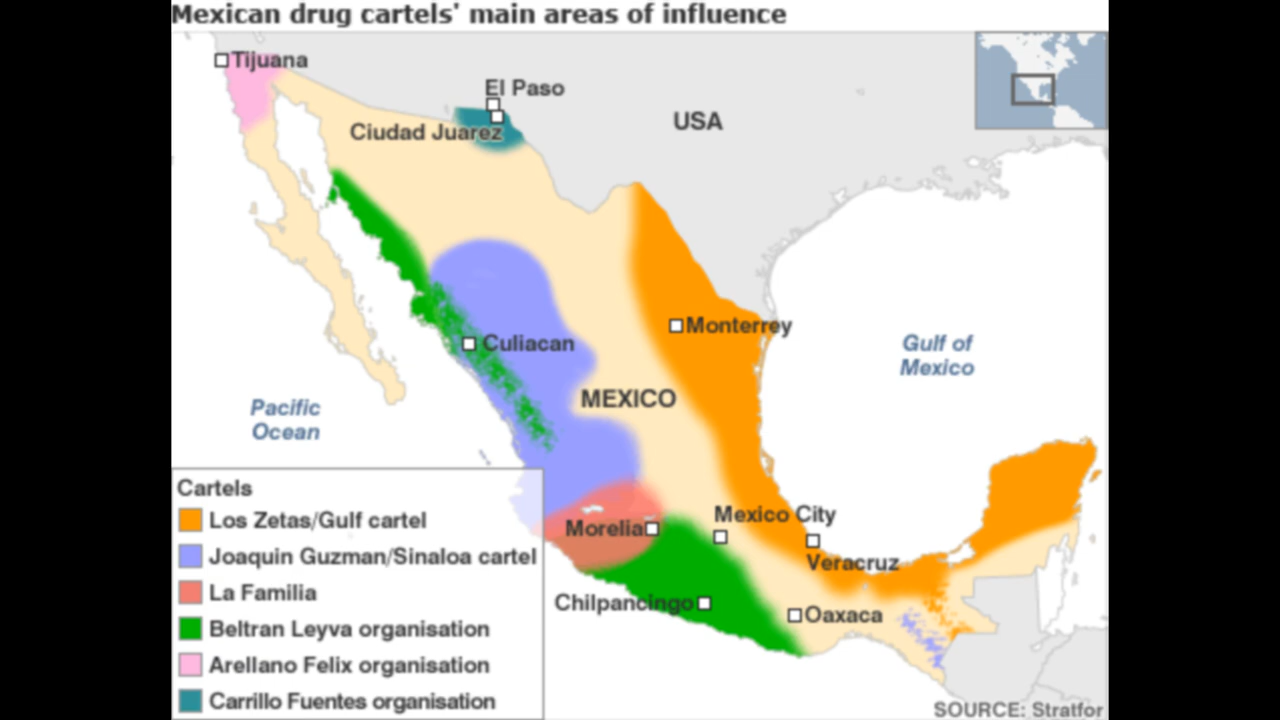 Mexican drug cartels' main areas of influence
Tijuana
El Paso
USA
Ciudad Juarez
Monterrey
Gulf of
Mexico
Culiacan
MEXICO
Pacific
Ocean
Cartels
Los Zetas/Gulf cartel
Joaquin Guzman/Sinaloa cartel
La Familia
Beltran Leyva organisation
Arellano Felix organisation
Carrillo Fuentes organisation
Morelia
Mexico City
Veracruz
Chilpancingo
Oaxaca
SOURCE: Stratfor